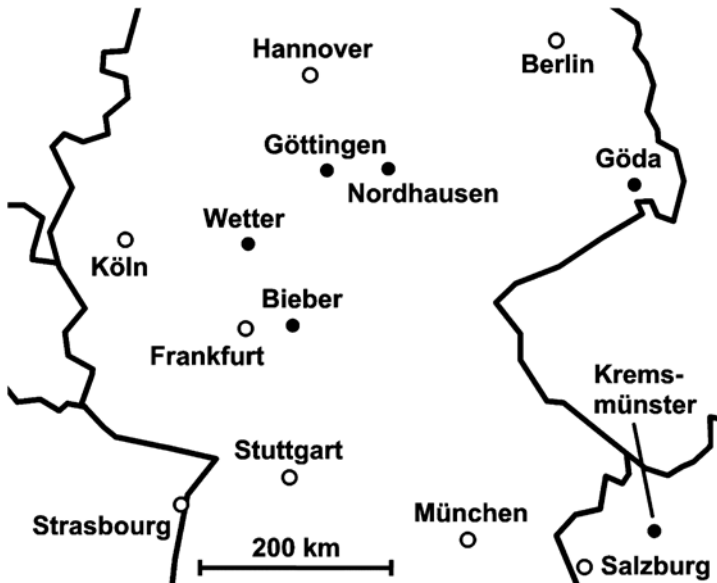 Hannover
Berlin
Göttingen
Göda
Nordhausen
Wetter
Köln
Bieber
Frankfurt
Krems-
münster
Stuttgart
Strasbourg
München
200 km
Salzburg